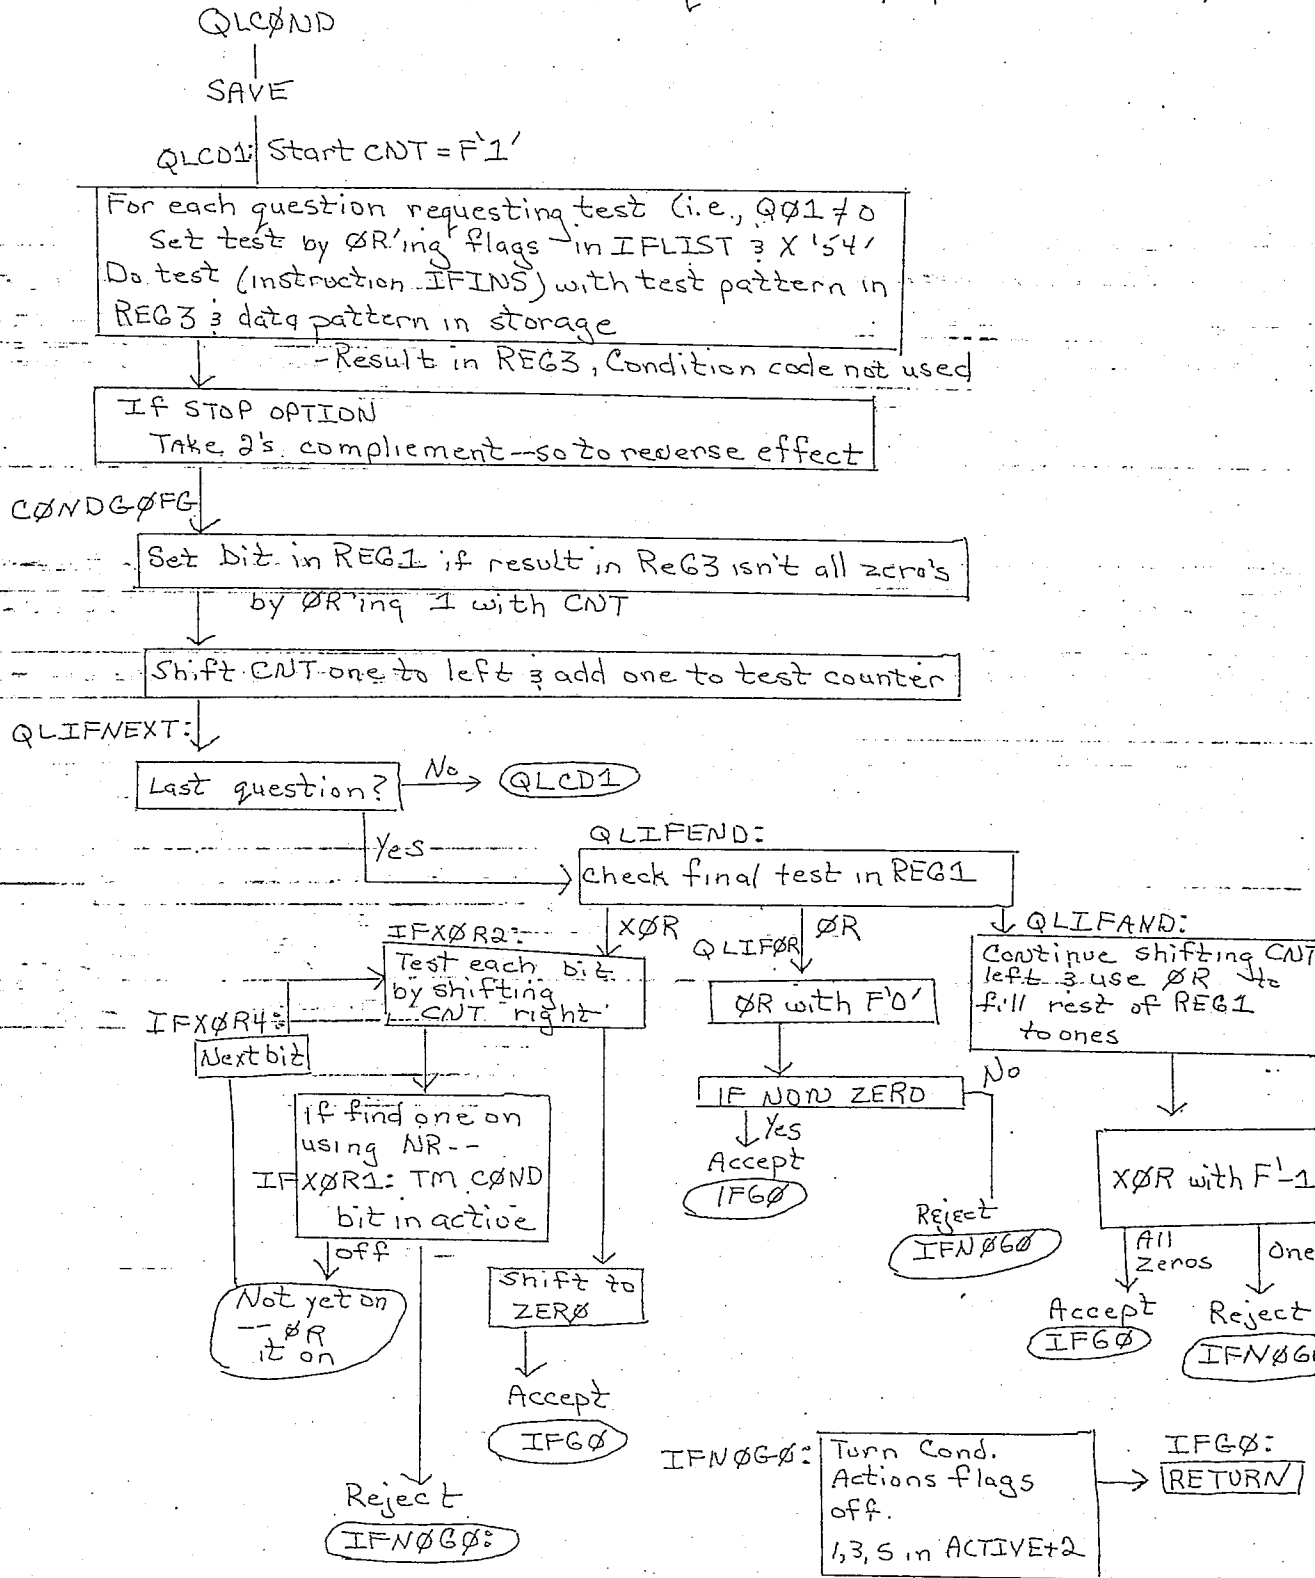 QLCØND
SAVE
QLCD1: Start CNT = F'1'
For each question requesting test (i.e., QØ1 ≠ 0
Set test by ØR'ing flags in IFLIST & X'54'
Do test (instruction IFINS) with test pattern in
REG3 & data pattern in storage
- Result in REG3, Condition code not used
If STOP OPTION
TAKE 2's compliement -- so to reverse effect
CØNDGØFG
Set bit in REG1 if result in ReG3 isn't all zero's
by ØR'ing 1 with CNT
Shift CNT one to left & add one to test counter
QLIFNEXT:
Last question?
No
QLCD1
Yes
QLIFEND:
Check final test in REG1
XØR
ØR
QLIFØR
QLIFAND:
IFXØR2:
Test each bit
by shifting
CNT right
IFXØR4:
Next bit
ØR with F'0'
Continue shifting CNT
left & use ØR to
fill rest of REG1
to ones
If find one on
using NR--
IFXØR1: TM CØND
bit in active
off
Not yet on
-- ØR
it on
IF NON ZERO
No
Yes
Accept
IFGØ
Reject
IFNØGØ
XØR with F'-1
All
Zeros
One
Accept
IFGØ
Reject
IFNØG
Shift to
ZERØ
Accept
IFGØ
Reject
IFNØGØ:
IFNØGØ:
Turn Cond.
Actions flags
off.
1,3,5 in ACTIVE+2
IFGØ:
RETURN